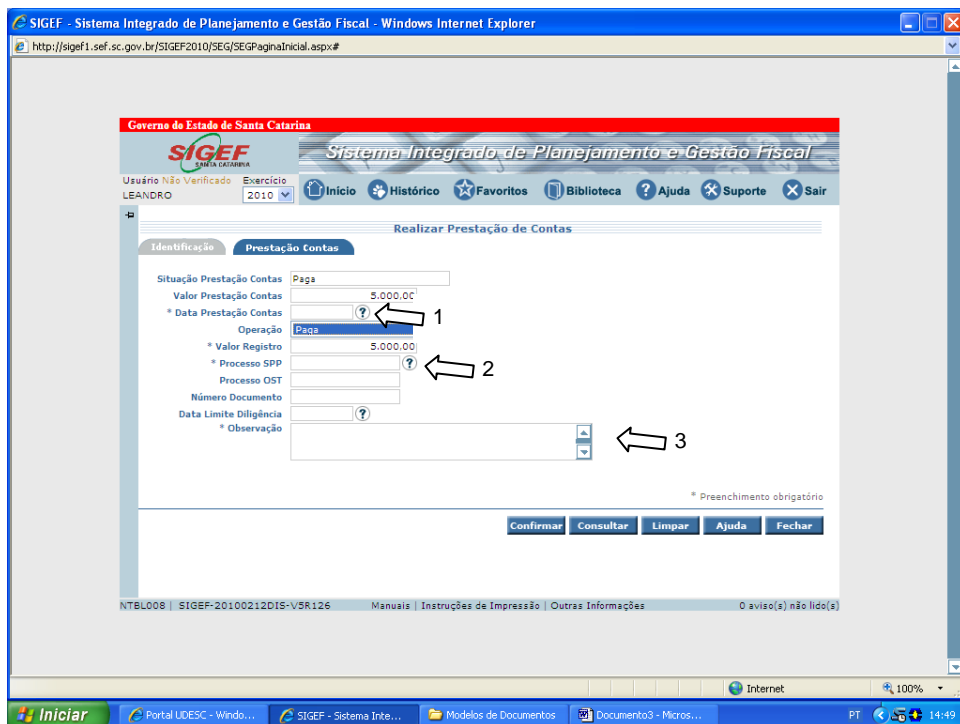 SIGEF - Sistema Integrado de Planejamento e Gestão Fiscal - Windows Internet Explorer
http://sigef1.sef.sc.gov.br/SIGEF2010/SEG/SEGPaginaInicial.aspx#
Governo do Estado de Santa Catarina
SIGEF
SANTA CATARINA
Sistema Integrado de Planejamento e Gestão Fiscal
Usuário Não Verificado Exercício
LEANDRO 2010
Início Histórico Favoritos Biblioteca ? Ajuda Suporte Sair
Realizar Prestação de Contas
Identificação Prestação Contas
Situação Prestação Contas Paga
Valor Prestação Contas 5.000,00
* Data Prestação Contas ? 1
Operação Paga
* Valor Registro 5.000,00
* Processo SPP ? 2
Processo OST
Número Documento
Data Limite Diligência ?
* Observação 3
* Preenchimento obrigatório
Confirmar Consultar Limpar Ajuda Fechar
NTBL008 | SIGEF-20100212DIS-V5R126 Manuais | Instruções de Impressão | Outras Informações 0 aviso(s) não lido(s)
Internet 100%
Iniciar Portal UDESC - Windo... SIGEF - Sistema Inte... Modelos de Documentos Documento3 - Micros... PT 14:49